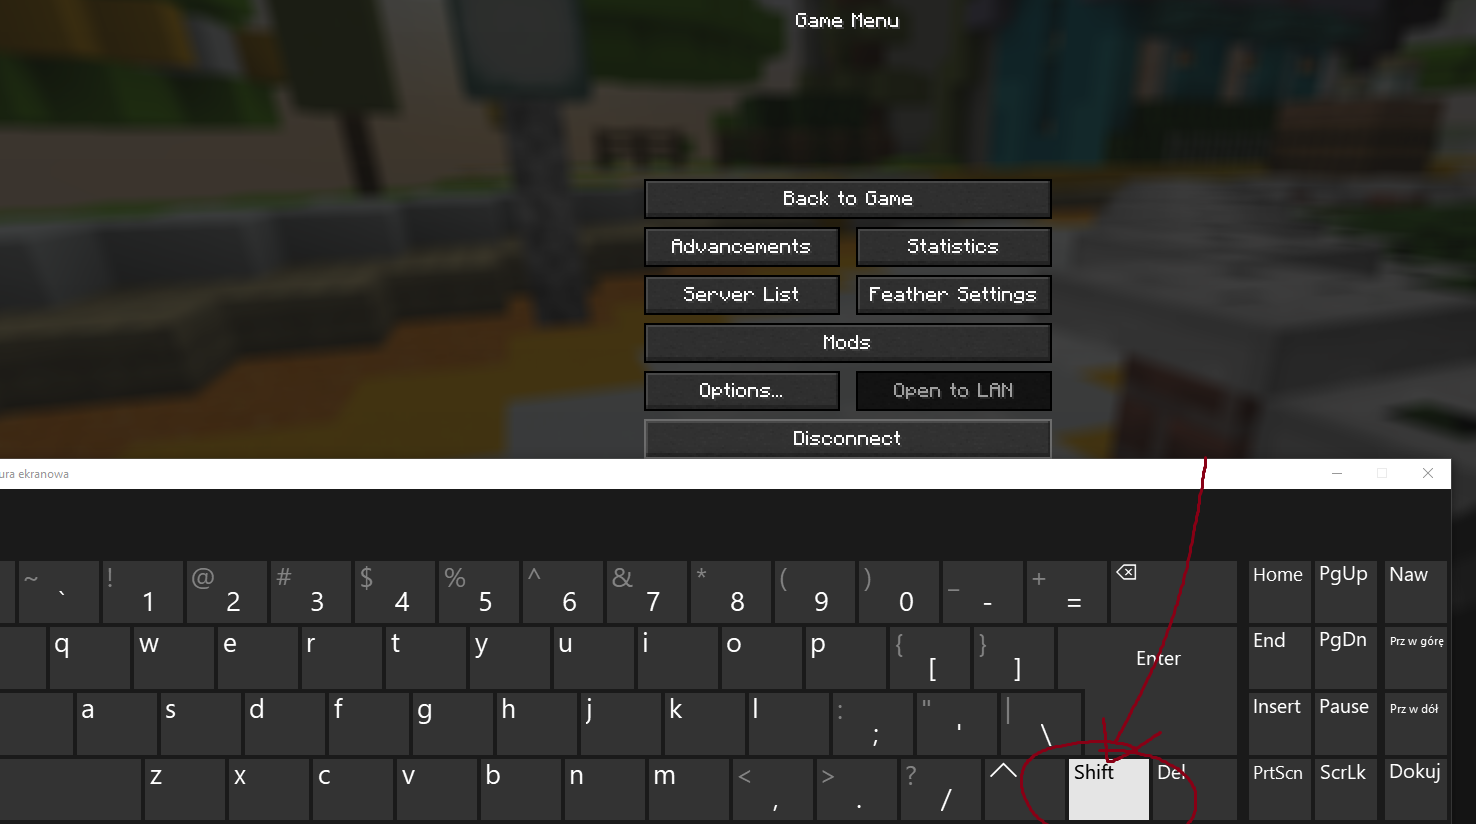 Game Menu
Back to Game
Advancements Statistics
Server List Feather Settings
Mods
Options... Open to LAN
Disconnect
ura ekranowa
~ ` ! 1 @ 2 # 3 $ 4 % 5 ^ 6 & 7 * 8 ( 9 ) 0 _ - + = Home PgUp Naw
q w e r t y u i o p { [ } ] Enter End PgDn Prz w górę
a s d f g h j k l : ; " ' | \ Insert Pause Prz w dół
z x c v b n m < , > . ? / Shift Del PrtScn ScrLk Dokuj